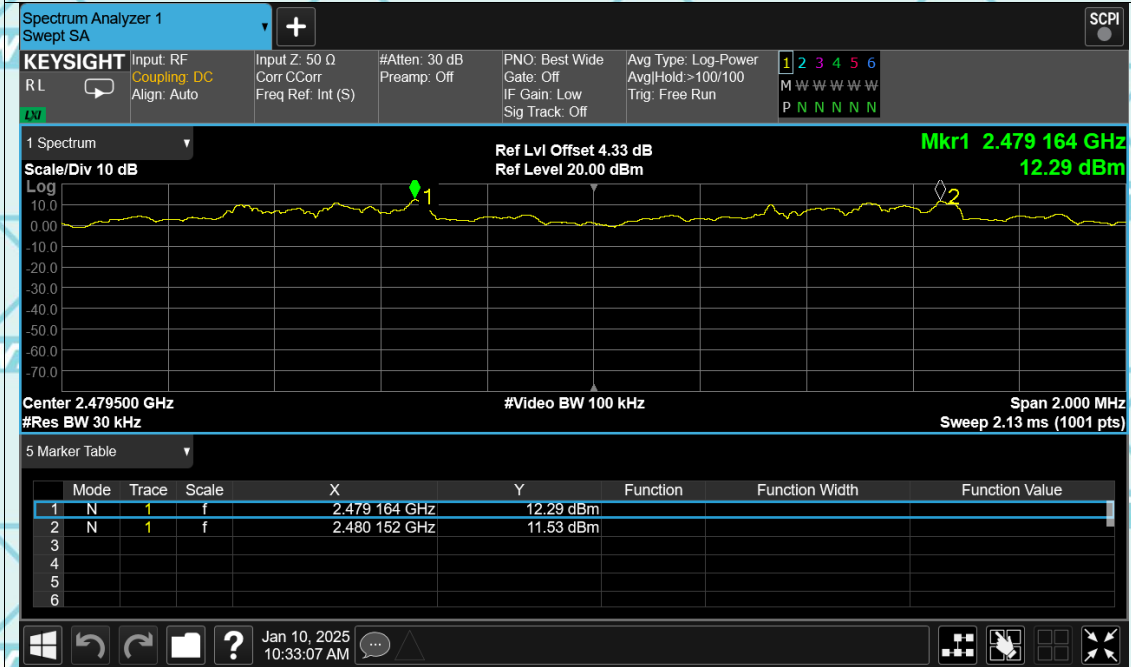 Spectrum Analyzer 1
Swept SA
+
SCPI
KEYSIGHT
RL
LXI
Input: RF
Coupling: DC
Align: Auto
Input Z: 50 Ω
Corr CCorr
Freq Ref: Int (S)
#Atten: 30 dB
Preamp: Off
PNO: Best Wide
Gate: Off
IF Gain: Low
Sig Track: Off
Avg Type: Log-Power
Avg|Hold:>100/100
Trig: Free Run
1 2 3 4 5 6
M W W W W W
P N N N N N
1 Spectrum
Scale/Div 10 dB
Ref Lvl Offset 4.33 dB
Ref Level 20.00 dBm
Mkr1 2.479 164 GHz
12.29 dBm
Log
10.0
0.00
-10.0
-20.0
-30.0
-40.0
-50.0
-60.0
-70.0
1
2
Center 2.479500 GHz
#Video BW 100 kHz
Span 2.000 MHz
#Res BW 30 kHz
Sweep 2.13 ms (1001 pts)
5 Marker Table
Mode Trace Scale X Y Function Function Width Function Value
1 N 1 f 2.479 164 GHz 12.29 dBm
2 N 1 f 2.480 152 GHz 11.53 dBm
3
4
5
6
?
Jan 10, 2025
10:33:07 AM